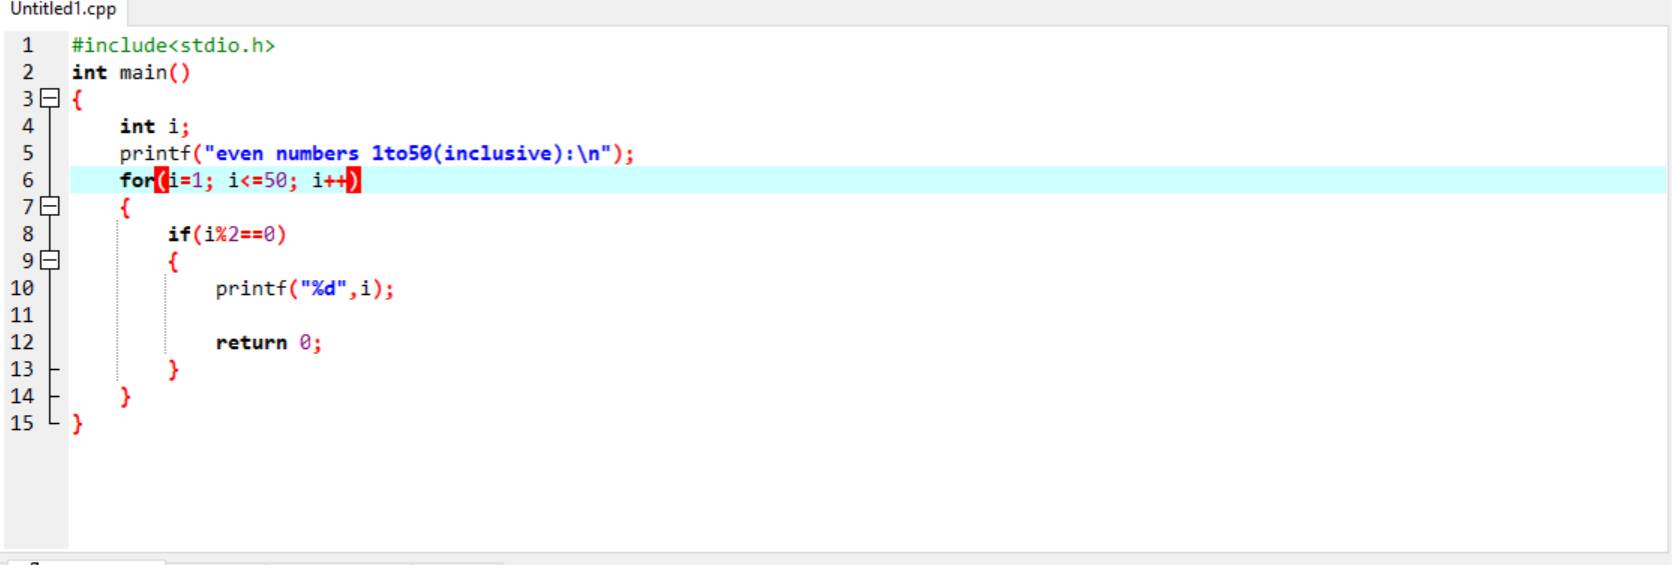 Untitled1.cpp
1 #include<stdio.h>
2 int main()
3 {
4 int i;
5 printf("even numbers 1to50(inclusive):\n");
6 for(i=1; i<=50; i++)
7 {
8 if(i%2==0)
9 {
10 printf("%d",i);
11
12 return 0;
13 }
14 }
15 }